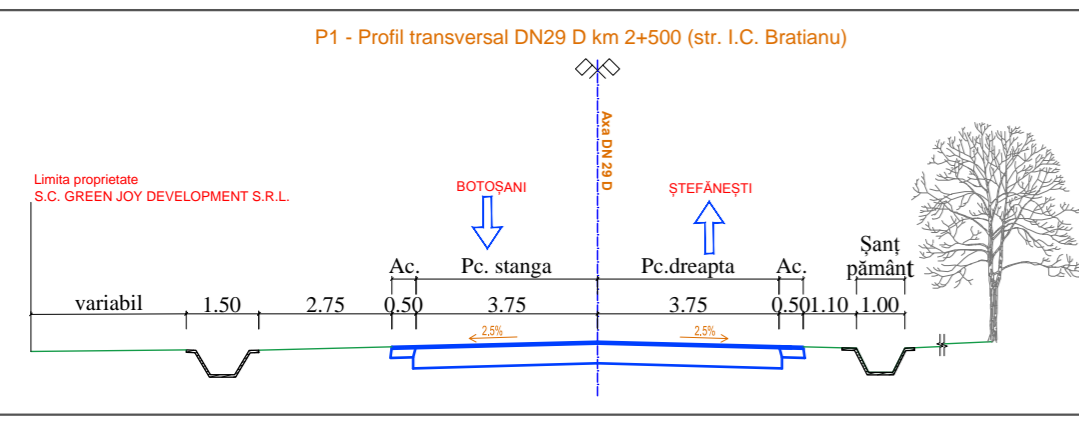 P1 - Profil transversal DN29 D km 2+500 (str. I.C. Bratianu)
Axa DN 29 D
Limita proprietate
S.C. GREEN JOY DEVELOPMENT S.R.L.
BOTOȘANI
ȘTEFĂNEȘTI
Ac. Pc. stanga Pc.dreapta Ac.
Șanț
pământ
variabil 1.50 2.75 0.50 3.75 3.75 0.50 1.10 1.00
2,5% 2,5%